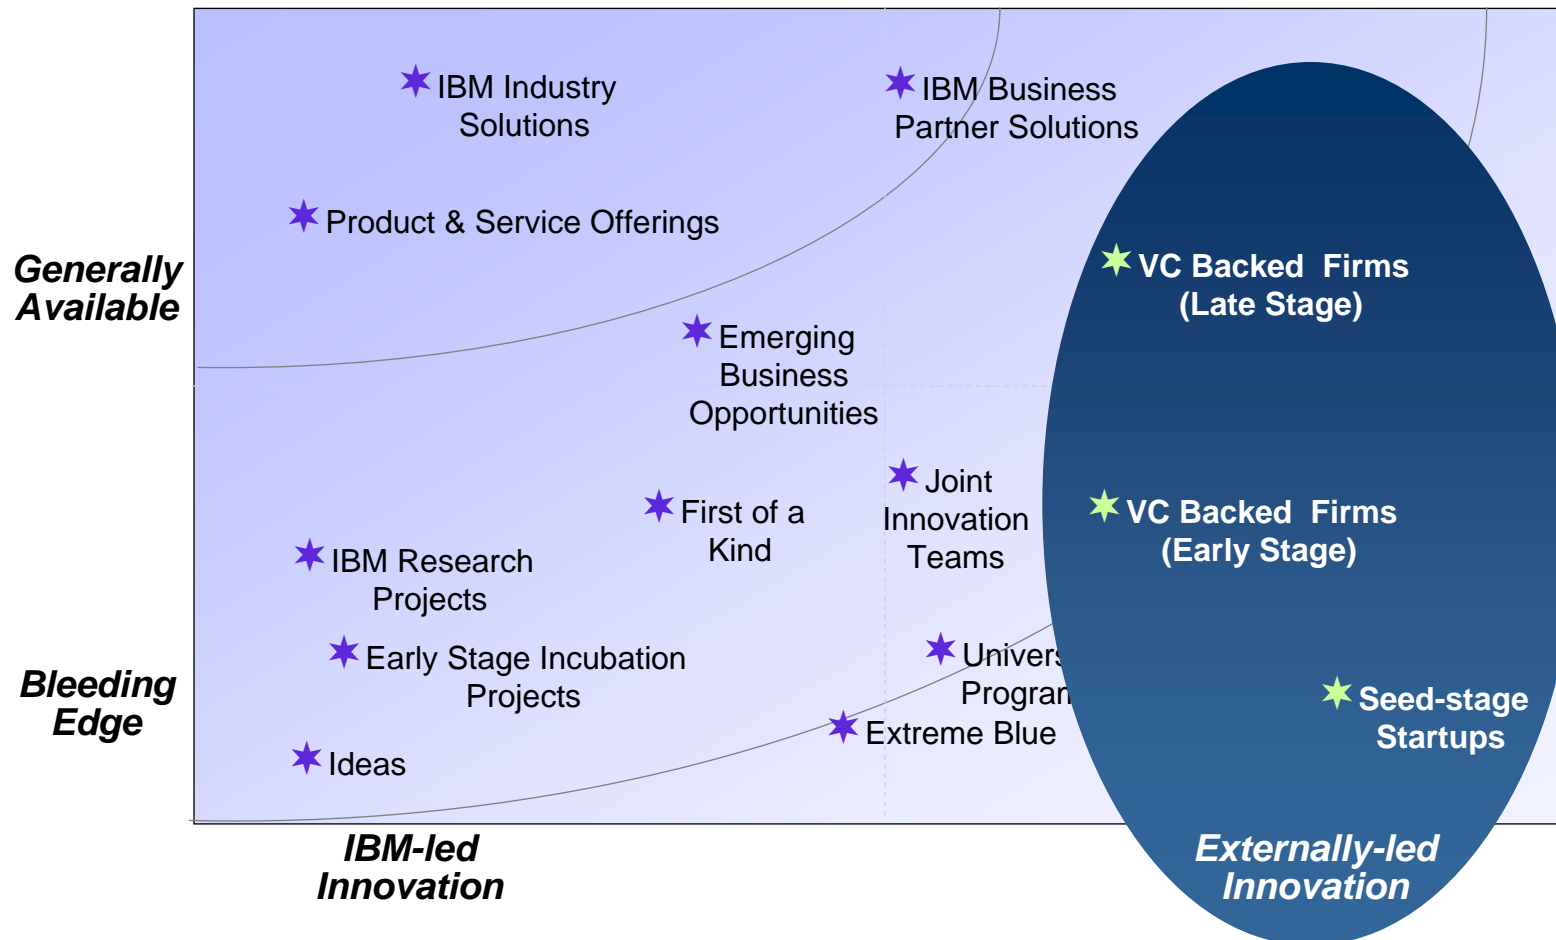 IBM Industry
Solutions
IBM Business
Partner Solutions
Product & Service Offerings
Generally
Available
VC Backed Firms
(Late Stage)
Emerging
Business
Opportunities
Joint
Innovation
Teams
First of a
Kind
VC Backed Firms
(Early Stage)
IBM Research
Projects
Early Stage Incubation
Projects
Bleeding
Edge
Seed-stage
Startups
Extreme Blue
Ideas
IBM-led
Innovation
Externally-led
Innovation